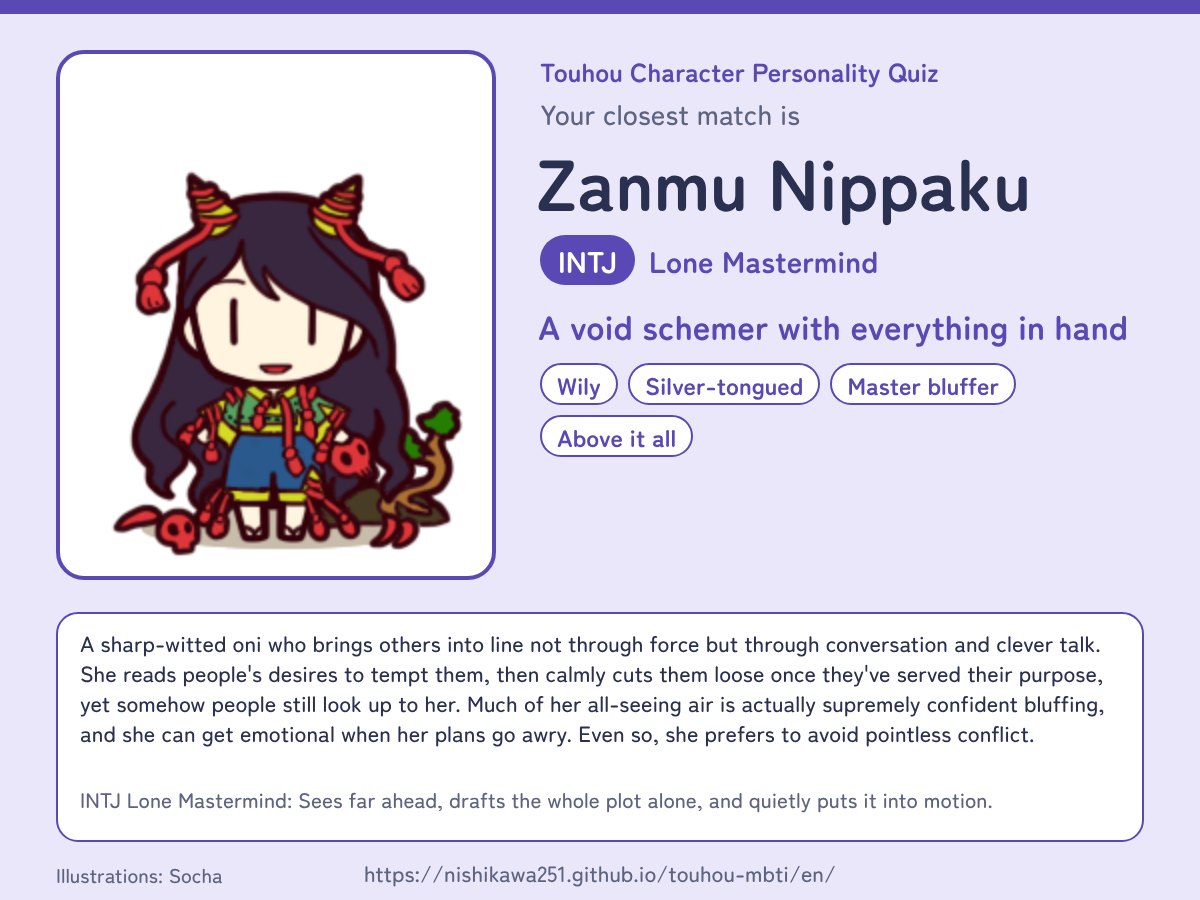 Touhou Character Personality Quiz
Your closest match is
Zanmu Nippaku
INTJ Lone Mastermind
A void schemer with everything in hand
Wily Silver-tongued Master bluffer
Above it all
A sharp-witted oni who brings others into line not through force but through conversation and clever talk.
She reads people's desires to tempt them, then calmly cuts them loose once they've served their purpose,
yet somehow people still look up to her. Much of her all-seeing air is actually supremely confident bluffing,
and she can get emotional when her plans go awry. Even so, she prefers to avoid pointless conflict.
INTJ Lone Mastermind: Sees far ahead, drafts the whole plot alone, and quietly puts it into motion.
Illustrations: Socha https://nishikawa251.github.io/touhou-mbti/en/